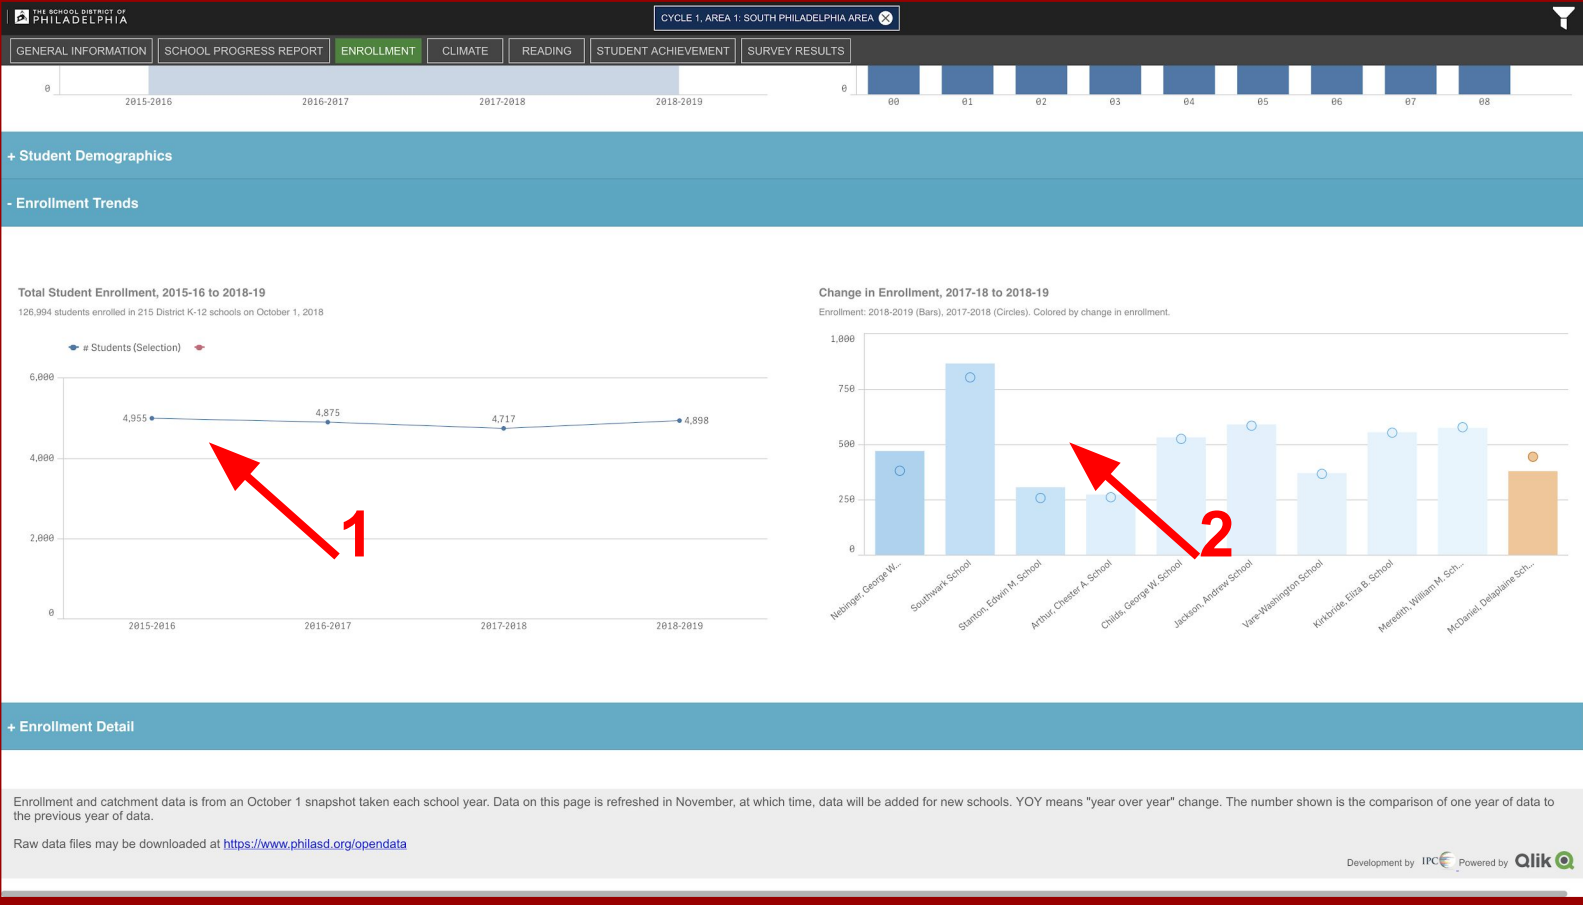 THE SCHOOL DISTRICT OF
PHILADELPHIA
CYCLE 1, AREA 1: SOUTH PHILADELPHIA AREA
GENERAL INFORMATION
SCHOOL PROGRESS REPORT
ENROLLMENT
CLIMATE
READING
STUDENT ACHIEVEMENT
SURVEY RESULTS
0
2015-2016 2016-2017 2017-2018 2018-2019
0
00 01 02 03 04 05 06 07 08
+ Student Demographics
- Enrollment Trends
Total Student Enrollment, 2015-16 to 2018-19
126,994 students enrolled in 215 District K-12 schools on October 1, 2018
# Students (Selection)
6,000
4,955 4,875 4,717 4,898
4,000
1
2,000
0
2015-2016 2016-2017 2017-2018 2018-2019
Change in Enrollment, 2017-18 to 2018-19
Enrollment: 2018-2019 (Bars), 2017-2018 (Circles). Colored by change in enrollment.
1,000
750
500
250
2
0
Nebinger, George W...
Southwark School
Stanton, Edwin M. School
Arthur, Chester A. School
Childs, George W. School
Jackson, Andrew School
Vare-Washington School
Kirkbride, Eliza B. School
Meredith, William M. Sch...
McDaniel, Delaplaine Sch...
+ Enrollment Detail
Enrollment and catchment data is from an October 1 snapshot taken each school year. Data on this page is refreshed in November, at which time, data will be added for new schools. YOY means "year over year" change. The number shown is the comparison of one year of data to
the previous year of data.
Raw data files may be downloaded at https://www.philasd.org/opendata
Development by IPC Powered by Qlik